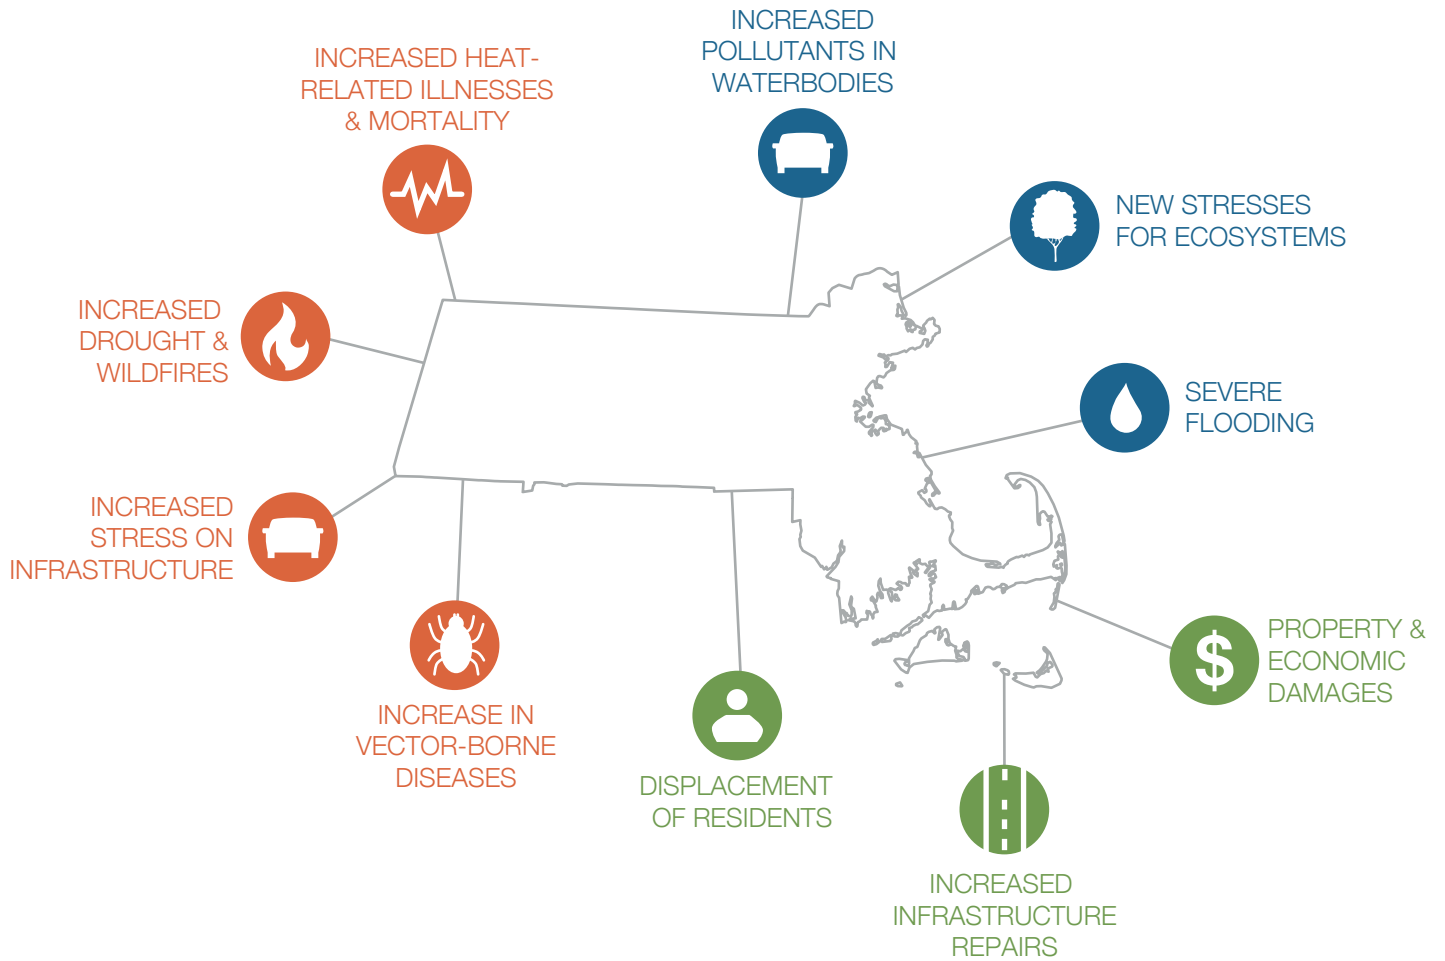 INCREASED HEAT-
RELATED ILLNESSES
& MORTALITY
INCREASED
POLLUTANTS IN
WATERBODIES
NEW STRESSES
FOR ECOSYSTEMS
INCREASED
DROUGHT &
WILDFIRES
SEVERE
FLOODING
INCREASED
STRESS ON
INFRASTRUCTURE
PROPERTY &
ECONOMIC
DAMAGES
$
INCREASE IN
VECTOR-BORNE
DISEASES
DISPLACEMENT
OF RESIDENTS
INCREASED
INFRASTRUCTURE
REPAIRS